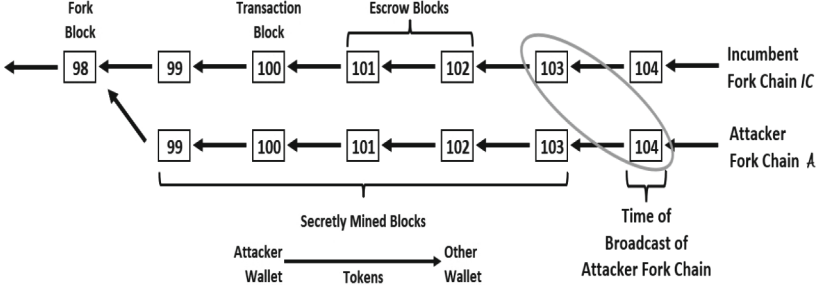 Fork
Block
Transaction
Block
Escrow Blocks
98 99 100 101 102 103 104
Incumbent
Fork Chain IC
99 100 101 102 103 104
Attacker
Fork Chain A
Secretly Mined Blocks
Time of
Broadcast of
Attacker Fork Chain
Attacker
Wallet
Tokens
Other
Wallet